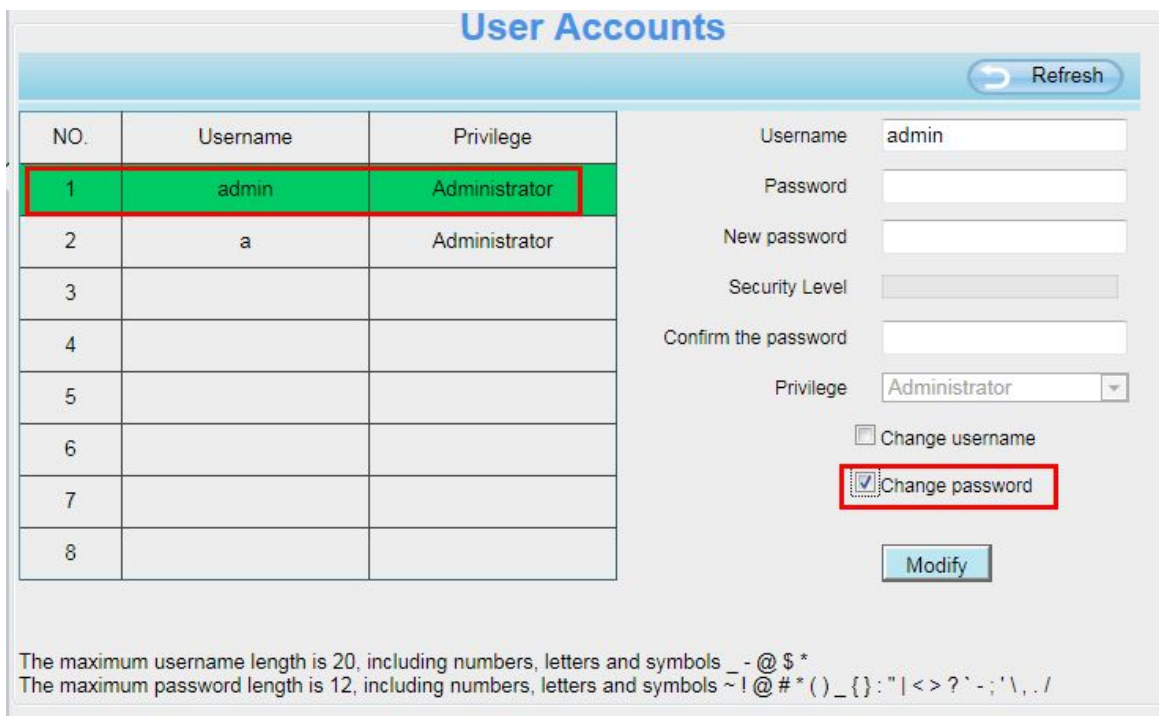 User Accounts
Refresh
NO. Username Privilege
1 admin Administrator
2 a Administrator
3
4
5
6
7
8
Username admin
Password
New password
Security Level
Confirm the password
Privilege Administrator
Change username
Change password
Modify
The maximum username length is 20, including numbers, letters and symbols _ - @ $ *
The maximum password length is 12, including numbers, letters and symbols ~ ! @ # * ( ) _ { } : " | < > ? ` - ; ' \ , . /